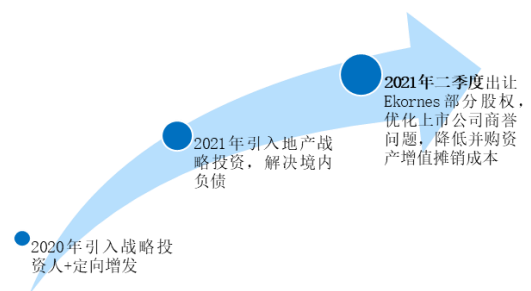 2021年二季度出让
Ekornes 部分股权，
优化上市公司商誉
问题，降低并购资
产增值摊销成本
2021年引入地产战
略投资，解决境内
负债
2020年引入战略投
资人+定向增发